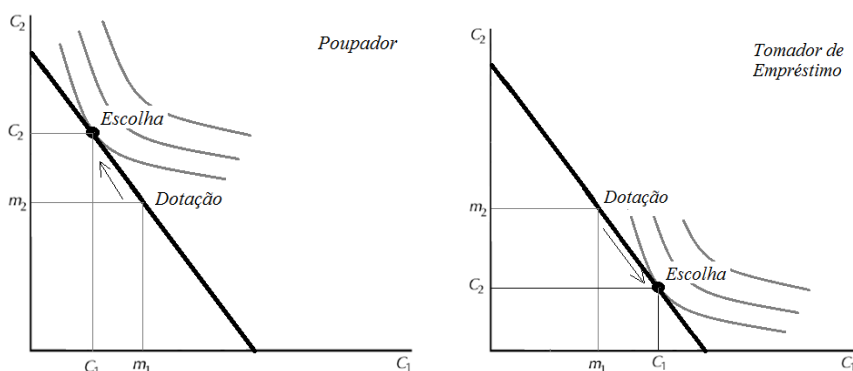 C₂
Poupador
Escolha
C₂
Dotação
m₂
C₁
m₁
C₁
C₂
Tomador de
Empréstimo
Dotação
m₂
Escolha
C₂
m₁
C₁
C₁